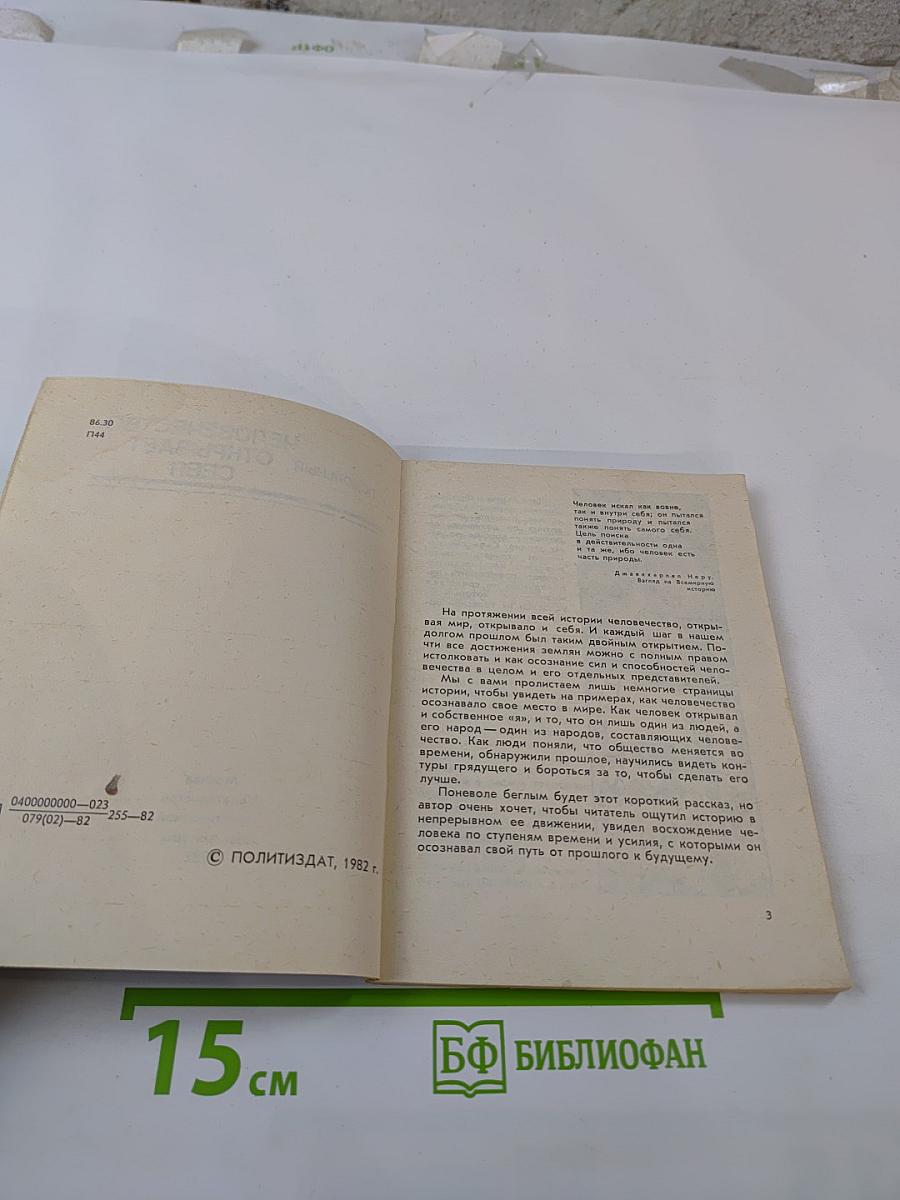 86.30
П44
0400000000—023
079(02)—82
255—82
© ПОЛИТИЗДАТ, 1982 г.
Человек искал как вовне,
так и внутри себя; он пытался
понять природу и пытался
также понять самого себя.
Цель поиска
в действительности одна
и та же, ибо человек есть
часть природы.
Джавахарлал Неру.
Взгляд на Всемирную
историю
На протяжении всей истории человечество, откры-
вая мир, открывало и себя. И каждый шаг в нашем
долгом прошлом был таким двойным открытием. По-
чти все достижения землян можно с полным правом
истолковать и как осознание сил и способностей чело-
вечества в целом и его отдельных представителей.
Мы с вами пролистаем лишь немногие страницы
истории, чтобы увидеть на примерах, как человечество
осознавало свое место в мире. Как человек открывал
и собственное «я», и то, что он лишь один из людей, а
его народ — один из народов, составляющих челове-
чество. Как люди поняли, что общество меняется во
времени, обнаружили прошлое, научились видеть кон-
туры грядущего и бороться за то, чтобы сделать его
лучше.
Поневоле беглым будет этот короткий рассказ, но
автор очень хочет, чтобы читатель ощутил историю в
непрерывном ее движении, увидел восхождение че-
ловека по ступеням времени и усилия, с которыми он
осознавал свой путь от прошлого к будущему.
3
15 см
БФ БИБЛИОФАН